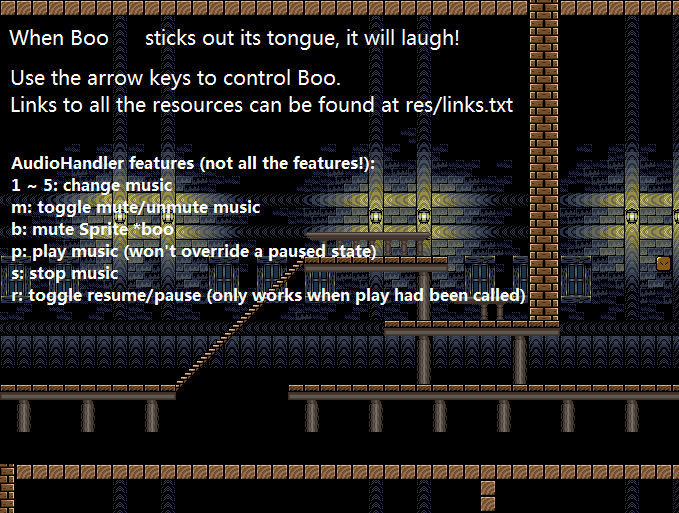 When Boo sticks out its tongue, it will laugh!
Use the arrow keys to control Boo.
Links to all the resources can be found at res/links.txt
AudioHandler features (not all the features!):
1 ~ 5: change music
m: toggle mute/unmute music
b: mute Sprite *boo
p: play music (won't override a paused state)
s: stop music
r: toggle resume/pause (only works when play had been called)